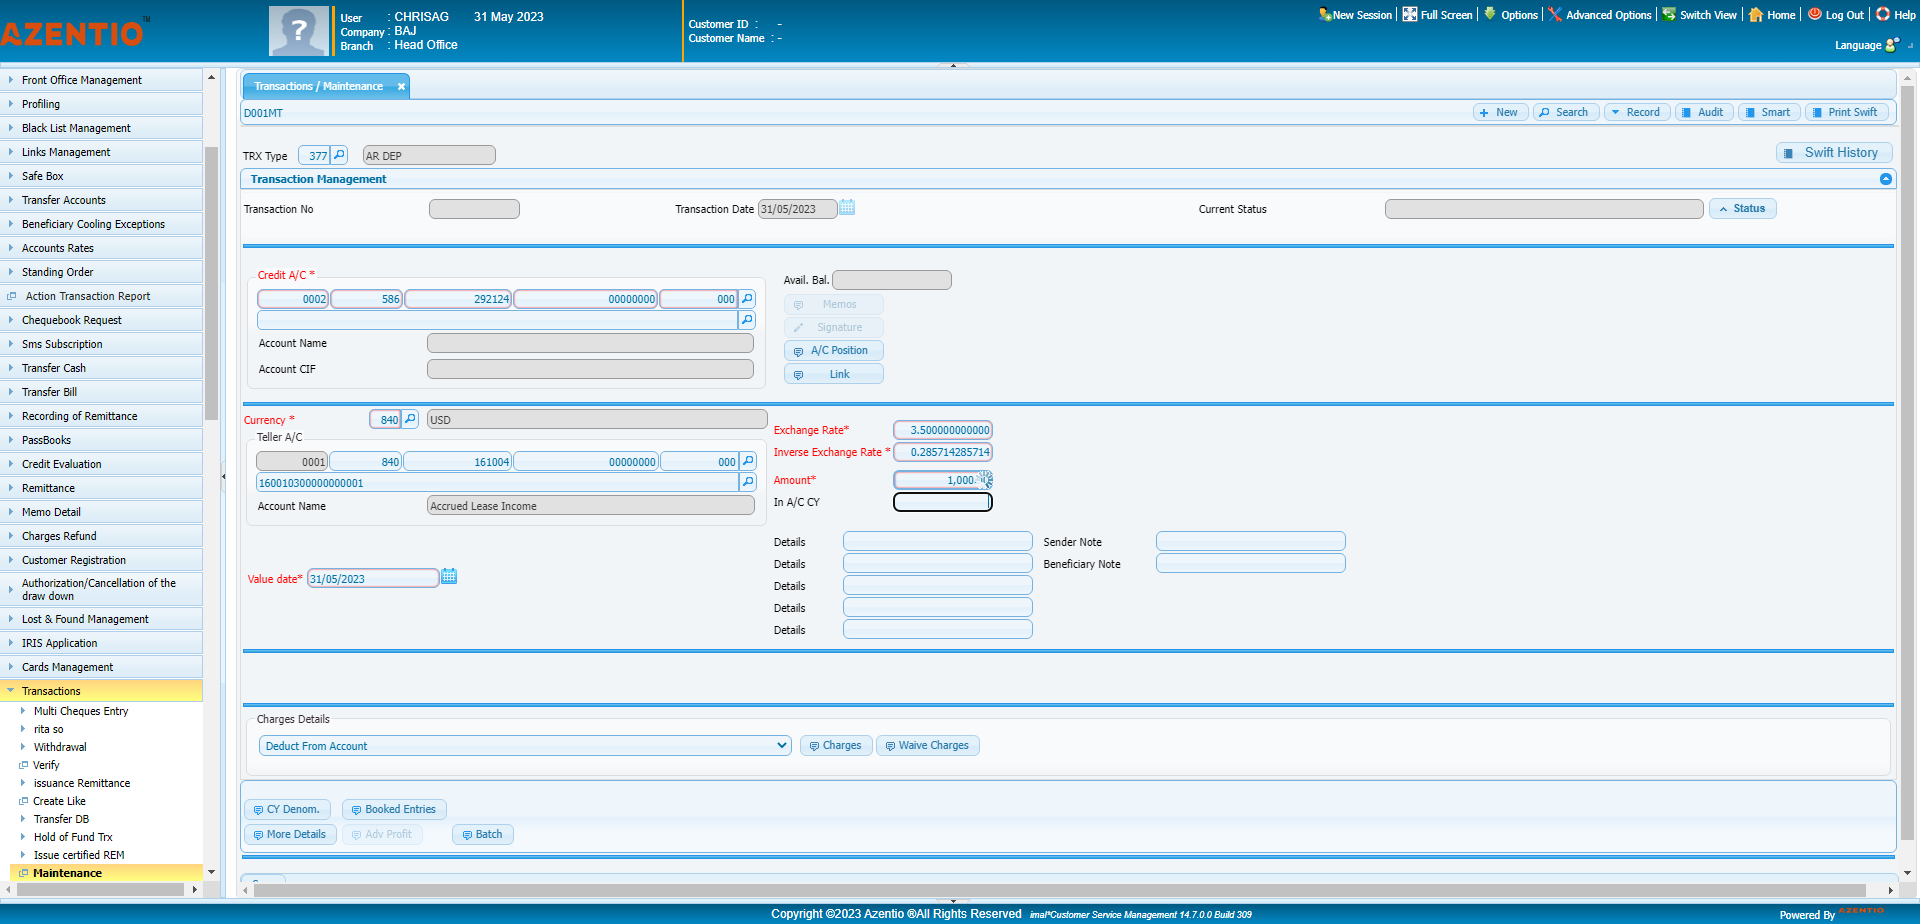 AZENTIO™
User : CHRISAG 31 May 2023
Company : BAJ
Branch : Head Office
Customer ID : -
Customer Name : -
New Session Full Screen Options Advanced Options Switch View Home Log Out Help
Language
Front Office Management
Profiling
Black List Management
Links Management
Safe Box
Transfer Accounts
Beneficiary Cooling Exceptions
Accounts Rates
Standing Order
Action Transaction Report
Chequebook Request
Sms Subscription
Transfer Cash
Transfer Bill
Recording of Remittance
PassBooks
Credit Evaluation
Remittance
Memo Detail
Charges Refund
Customer Registration
Authorization/Cancellation of the
draw down
Lost & Found Management
IRIS Application
Cards Management
Transactions
Multi Cheques Entry
rita so
Withdrawal
Verify
issuance Remittance
Create Like
Transfer DB
Hold of Fund Trx
Issue certified REM
Maintenance
Transactions / Maintenance
D001MT
New Search Record Audit Smart Print Swift
TRX Type 377 AR DEP
Swift History
Transaction Management
Transaction No Transaction Date 31/05/2023 Current Status Status
Credit A/C *
0002 586 292124 00000000 000
Account Name
Account CIF
Avail. Bal.
Memos
Signature
A/C Position
Link
Currency * 840 USD
Teller A/C
0001 840 161004 00000000 000
160010300000000001
Account Name Accrued Lease Income
Exchange Rate* 3.500000000000
Inverse Exchange Rate * 0.285714285714
Amount* 1,000.
In A/C CY
Value date* 31/05/2023
Details Sender Note
Details Beneficiary Note
Details
Details
Details
Charges Details
Deduct From Account Charges Waive Charges
CY Denom. Booked Entries
More Details Adv Profit Batch
Copyright ©2023 Azentio ®All Rights Reserved imal*Customer Service Management 14.7.0.0 Build 309
Powered By AZENTIO